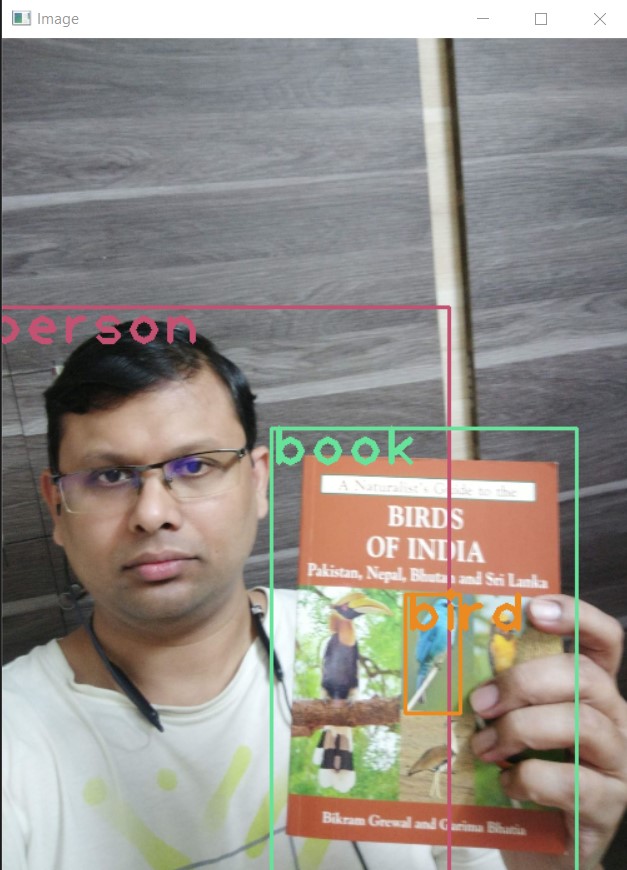 Image
person
book
A Naturalist's Guide to the
BIRDS
OF INDIA
Pakistan, Nepal, Bhutan and Sri Lanka
bird
Bikram Grewal and Garima Bhatia